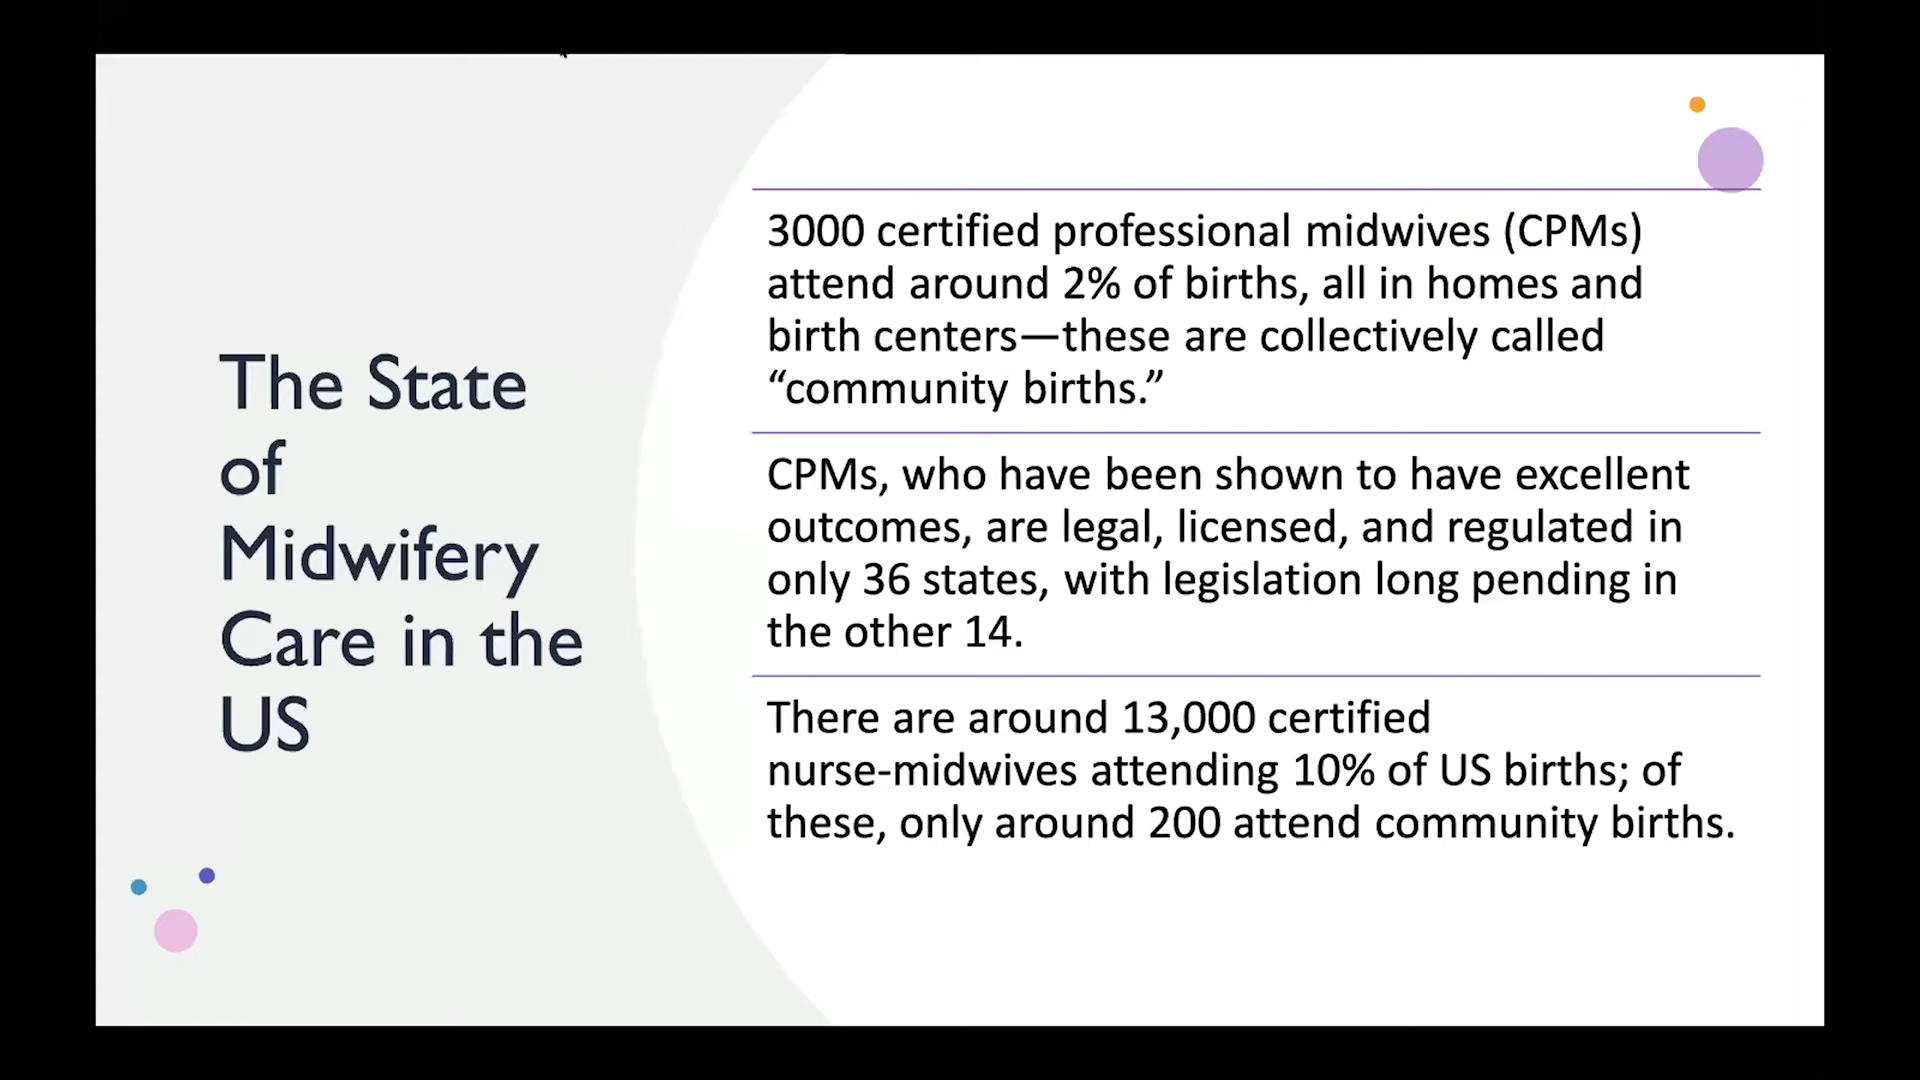 The State
of
Midwifery
Care in the
US
3000 certified professional midwives (CPMs)
attend around 2% of births, all in homes and
birth centers—these are collectively called
“community births.”
CPMs, who have been shown to have excellent
outcomes, are legal, licensed, and regulated in
only 36 states, with legislation long pending in
the other 14.
There are around 13,000 certified
nurse-midwives attending 10% of US births; of
these, only around 200 attend community births.